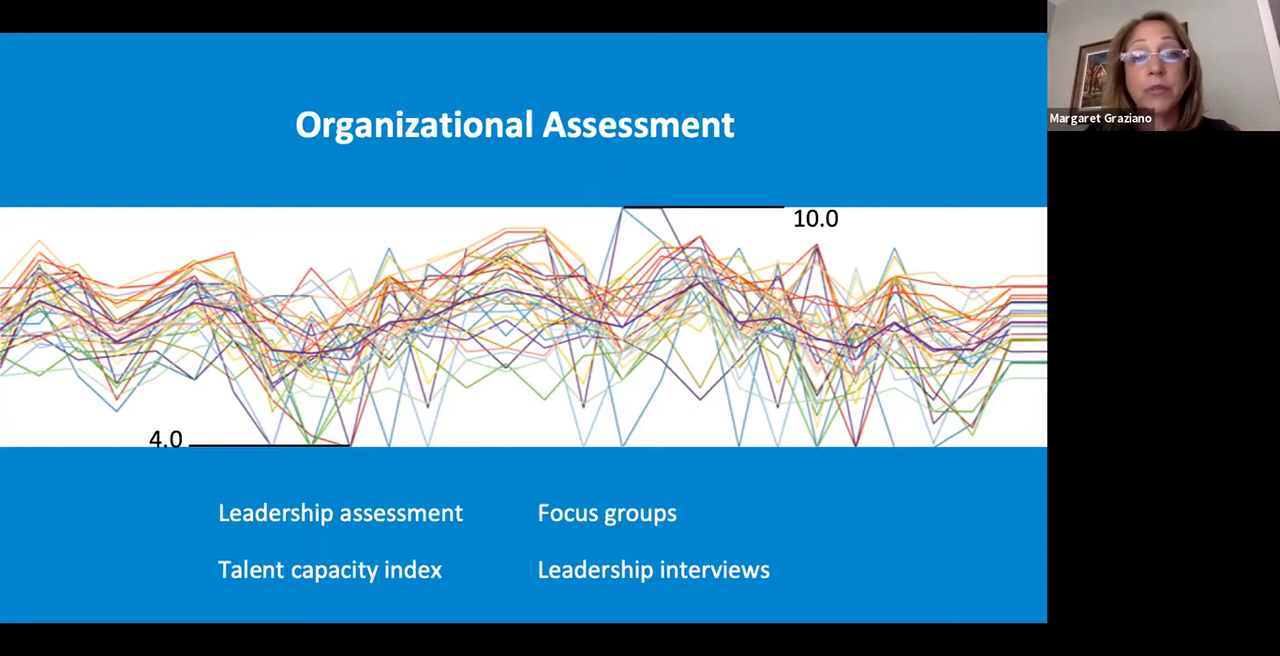 Organizational Assessment
Margaret Graziano
10.0
4.0
Leadership assessment
Focus groups
Talent capacity index
Leadership interviews